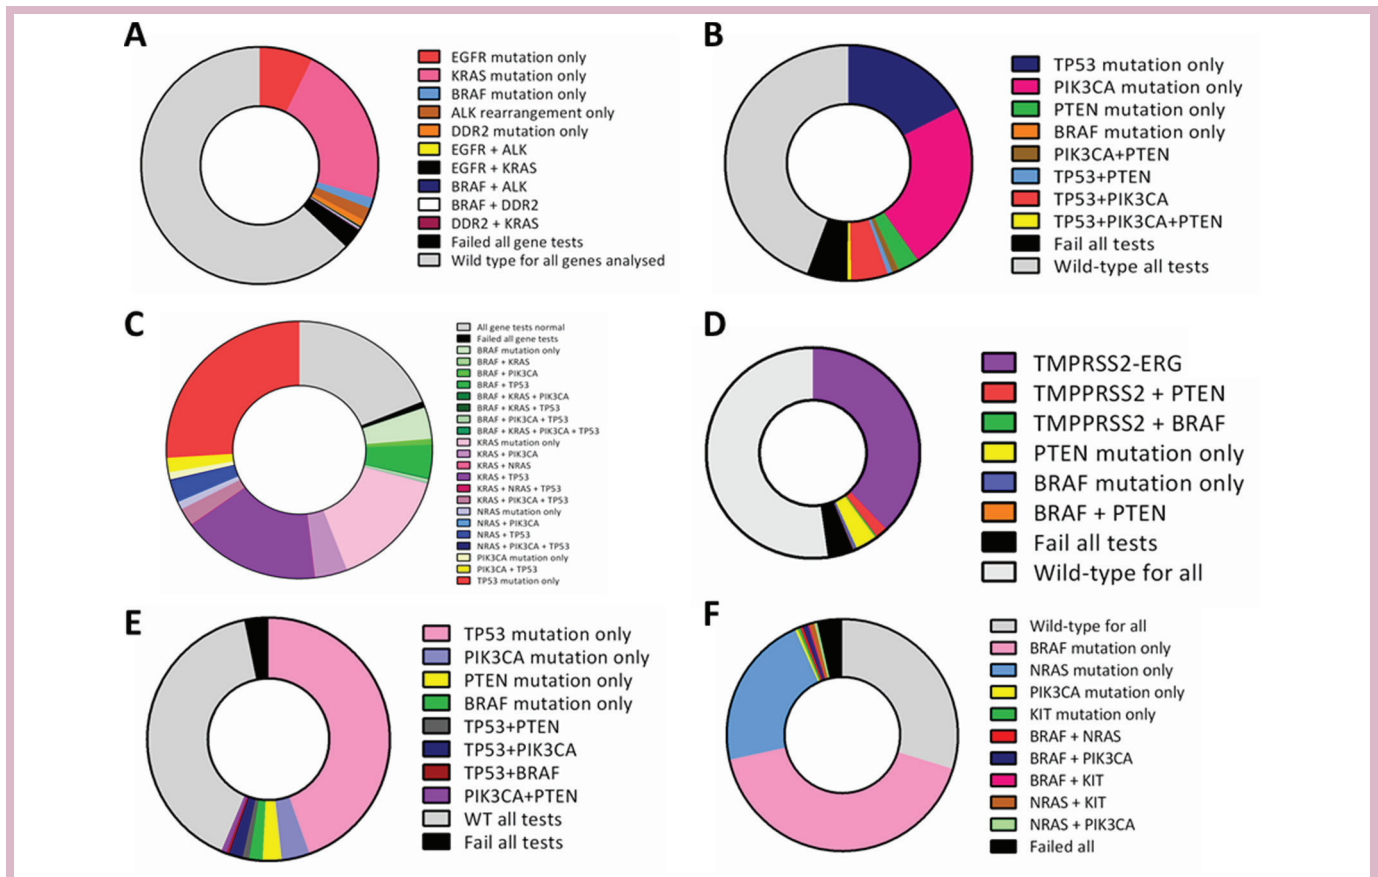 A
EGFR mutation only
KRAS mutation only
BRAF mutation only
ALK rearrangement only
DDR2 mutation only
EGFR + ALK
EGFR + KRAS
BRAF + ALK
BRAF + DDR2
DDR2 + KRAS
Failed all gene tests
Wild type for all genes analysed
B
TP53 mutation only
PIK3CA mutation only
PTEN mutation only
BRAF mutation only
PIK3CA+PTEN
TP53+PTEN
TP53+PIK3CA
TP53+PIK3CA+PTEN
Fail all tests
Wild-type all tests
C
All gene tests normal
Failed all gene tests
BRAF mutation only
BRAF + KRAS
BRAF + PIK3CA
BRAF + TP53
BRAF + KRAS + PIK3CA
BRAF + KRAS + TP53
BRAF + PIK3CA + TP53
BRAF + KRAS + PIK3CA + TP53
KRAS mutation only
KRAS + PIK3CA
KRAS + NRAS
KRAS + TP53
KRAS + NRAS + TP53
KRAS + PIK3CA + TP53
NRAS mutation only
NRAS + PIK3CA
NRAS + TP53
NRAS + PIK3CA + TP53
PIK3CA mutation only
PIK3CA + TP53
TP53 mutation only
D
TMPRSS2-ERG
TMPPRSS2 + PTEN
TMPPRSS2 + BRAF
PTEN mutation only
BRAF mutation only
BRAF + PTEN
Fail all tests
Wild-type for all
E
TP53 mutation only
PIK3CA mutation only
PTEN mutation only
BRAF mutation only
TP53+PTEN
TP53+PIK3CA
TP53+BRAF
PIK3CA+PTEN
WT all tests
Fail all tests
F
Wild-type for all
BRAF mutation only
NRAS mutation only
PIK3CA mutation only
KIT mutation only
BRAF + NRAS
BRAF + PIK3CA
BRAF + KIT
NRAS + KIT
NRAS + PIK3CA
Failed all